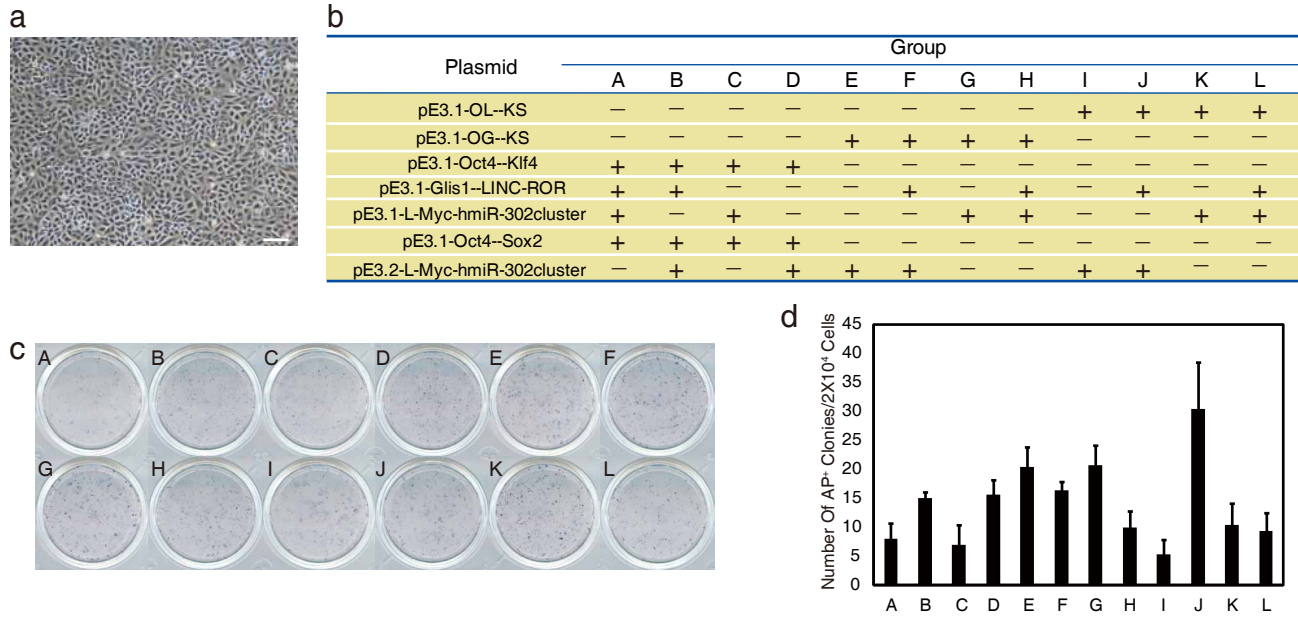 a
b
Plasmid
Group
A B C D E F G H I J K L
pE3.1-OL--KS — — — — — — — — + + + +
pE3.1-OG--KS — — — — + + + + — — — —
pE3.1-Oct4--Klf4 + + + + — — — — — — — —
pE3.1-Glis1--LINC-ROR + + — — — + — + — + — +
pE3.1-L-Myc-hmiR-302cluster + — + — — — + + — — + +
pE3.1-Oct4--Sox2 + + + + — — — — — — — —
pE3.2-L-Myc-hmiR-302cluster — + — + + + — — + + — —
c
A B C D E F
G H I J K L
d
Number Of AP⁺ Clonies/2X10⁴ Cells
45
40
35
30
25
20
15
10
5
0
A B C D E F G H I J K L